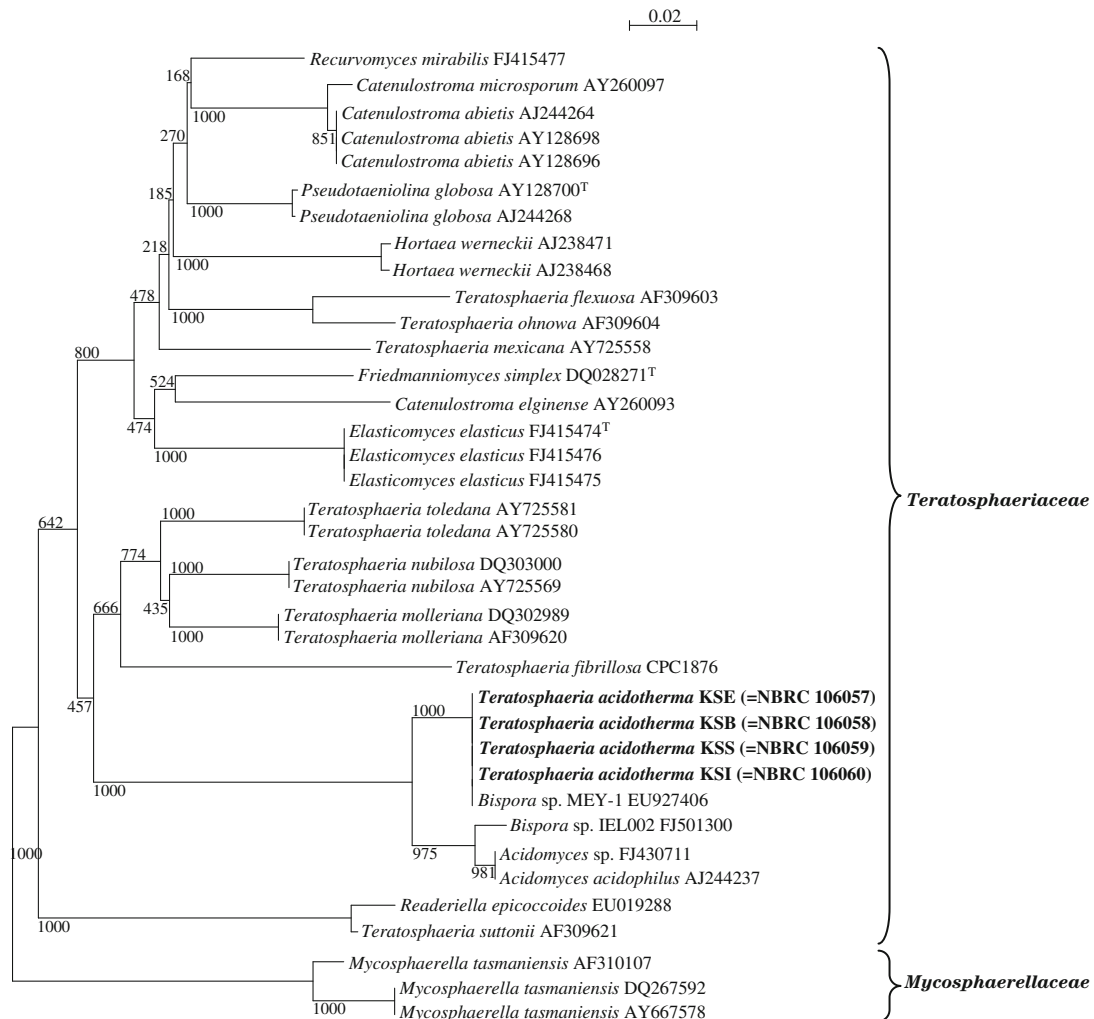 0.02
Recurvomyces mirabilis FJ415477
168
Catenulostroma microsporum AY260097
1000
Catenulostroma abietis AJ244264
851
Catenulostroma abietis AY128698
270
Catenulostroma abietis AY128696
185
Pseudotaeniolina globosa AY128700T
1000
Pseudotaeniolina globosa AJ244268
218
Hortaea werneckii AJ238471
1000
Hortaea werneckii AJ238468
478
Teratosphaeria flexuosa AF309603
1000
Teratosphaeria ohnowa AF309604
800
Teratosphaeria mexicana AY725558
524
Friedmanniomyces simplex DQ028271T
Catenulostroma elginense AY260093
474
Elasticomyces elasticus FJ415474T
1000
Elasticomyces elasticus FJ415476
Elasticomyces elasticus FJ415475
Teratosphaeriaceae
642
1000
Teratosphaeria toledana AY725581
Teratosphaeria toledana AY725580
774
1000
Teratosphaeria nubilosa DQ303000
Teratosphaeria nubilosa AY725569
666
435
Teratosphaeria molleriana DQ302989
1000
Teratosphaeria molleriana AF309620
Teratosphaeria fibrillosa CPC1876
457
1000
Teratosphaeria acidotherma KSE (=NBRC 106057)
Teratosphaeria acidotherma KSB (=NBRC 106058)
Teratosphaeria acidotherma KSS (=NBRC 106059)
Teratosphaeria acidotherma KSI (=NBRC 106060)
1000
Bispora sp. MEY-1 EU927406
Bispora sp. IEL002 FJ501300
1000
975
Acidomyces sp. FJ430711
981
Acidomyces acidophilus AJ244237
Readeriella epicoccoides EU019288
1000
Teratosphaeria suttonii AF309621
Mycosphaerella tasmaniensis AF310107
Mycosphaerellaceae
Mycosphaerella tasmaniensis DQ267592
1000
Mycosphaerella tasmaniensis AY667578